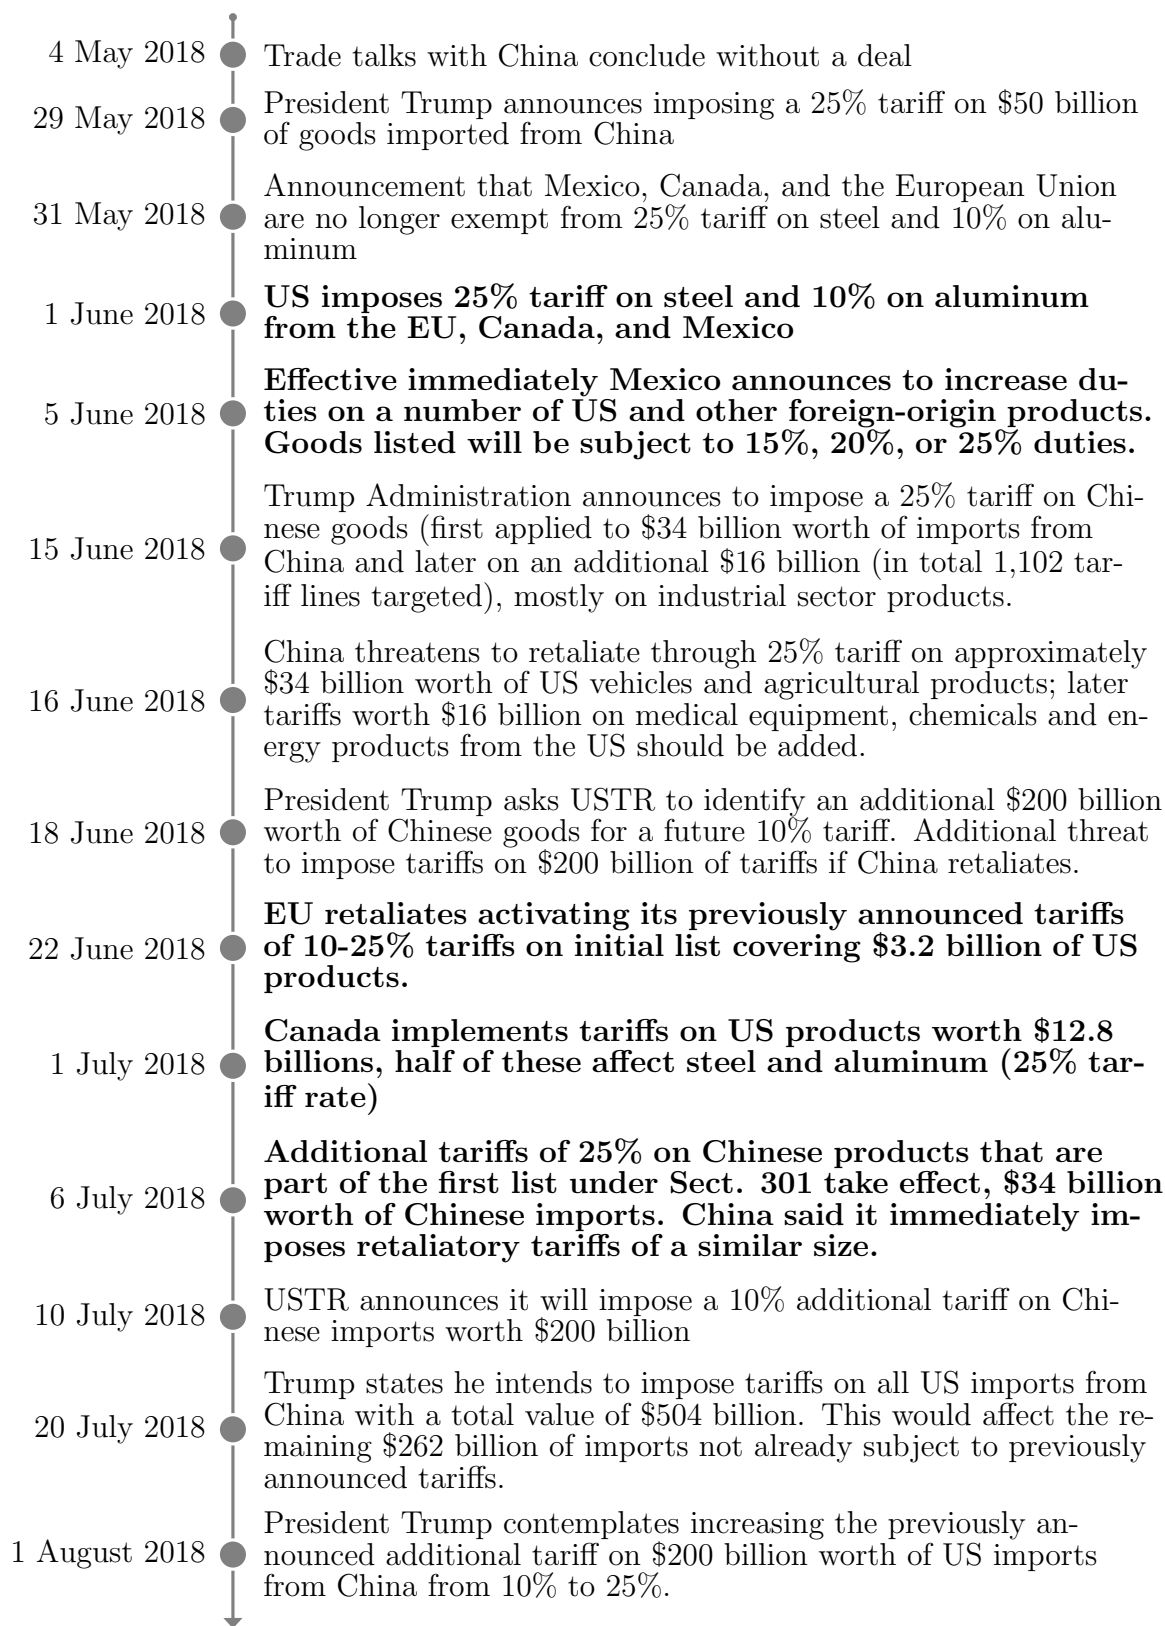 4 May 2018
Trade talks with China conclude without a deal
29 May 2018
President Trump announces imposing a 25% tariff on $50 billion
of goods imported from China
31 May 2018
Announcement that Mexico, Canada, and the European Union
are no longer exempt from 25% tariff on steel and 10% on alu-
minum
1 June 2018
US imposes 25% tariff on steel and 10% on aluminum
from the EU, Canada, and Mexico
5 June 2018
Effective immediately Mexico announces to increase du-
ties on a number of US and other foreign-origin products.
Goods listed will be subject to 15%, 20%, or 25% duties.
15 June 2018
Trump Administration announces to impose a 25% tariff on Chi-
nese goods (first applied to $34 billion worth of imports from
China and later on an additional $16 billion (in total 1,102 tar-
iff lines targeted), mostly on industrial sector products.
16 June 2018
China threatens to retaliate through 25% tariff on approximately
$34 billion worth of US vehicles and agricultural products; later
tariffs worth $16 billion on medical equipment, chemicals and en-
ergy products from the US should be added.
18 June 2018
President Trump asks USTR to identify an additional $200 billion
worth of Chinese goods for a future 10% tariff. Additional threat
to impose tariffs on $200 billion of tariffs if China retaliates.
22 June 2018
EU retaliates activating its previously announced tariffs
of 10-25% tariffs on initial list covering $3.2 billion of US
products.
1 July 2018
Canada implements tariffs on US products worth $12.8
billions, half of these affect steel and aluminum (25% tar-
iff rate)
6 July 2018
Additional tariffs of 25% on Chinese products that are
part of the first list under Sect. 301 take effect, $34 billion
worth of Chinese imports. China said it immediately im-
poses retaliatory tariffs of a similar size.
10 July 2018
USTR announces it will impose a 10% additional tariff on Chi-
nese imports worth $200 billion
20 July 2018
Trump states he intends to impose tariffs on all US imports from
China with a total value of $504 billion. This would affect the re-
maining $262 billion of imports not already subject to previously
announced tariffs.
1 August 2018
President Trump contemplates increasing the previously an-
nounced additional tariff on $200 billion worth of US imports
from China from 10% to 25%.